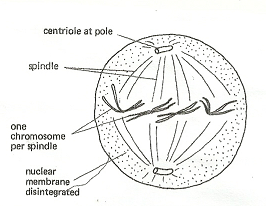 centriole at pole
spindle
one
chromosome
per spindle
nuclear
membrane
disintegrated